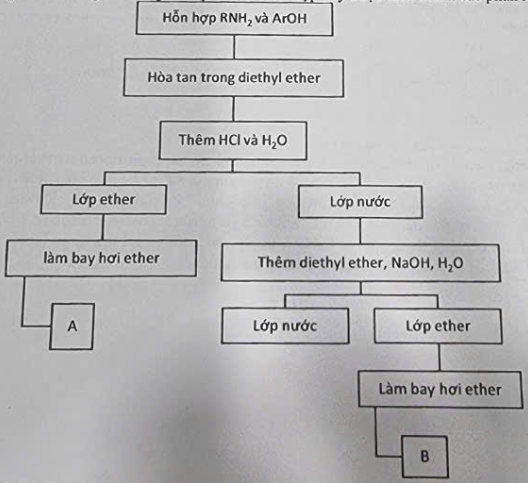 Hỗn hợp RNH₂ và ArOH
Hòa tan trong diethyl ether
Thêm HCl và H₂O
Lớp ether
Lớp nước
làm bay hơi ether
Thêm diethyl ether, NaOH, H₂O
A
Lớp nước
Lớp ether
Làm bay hơi ether
B